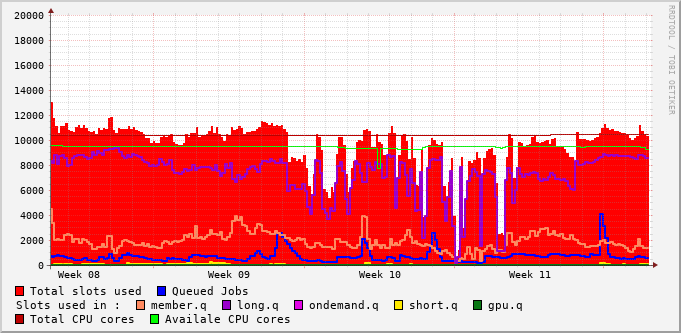 RRDTOOL / TOBI OETIKER
20000
18000
16000
14000
12000
10000
8000
6000
4000
2000
0
Week 08 Week 09 Week 10 Week 11
Total slots used Queued Jobs
Slots used in : member.q long.q ondemand.q short.q gpu.q
Total CPU cores Availale CPU cores